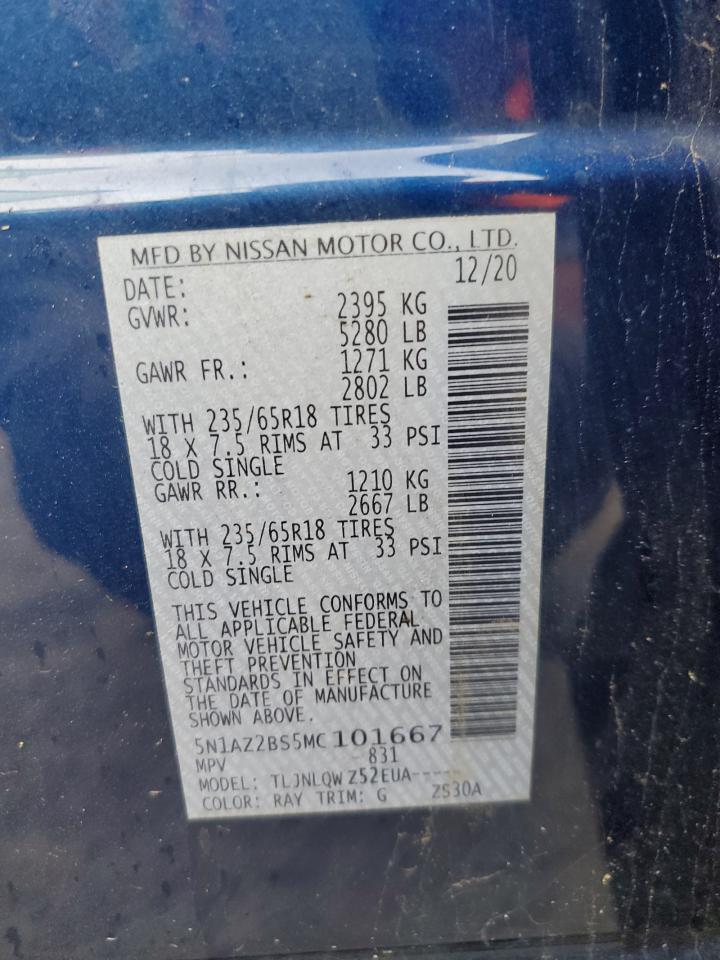 MFD BY NISSAN MOTOR CO., LTD.
DATE: 12/20
GVWR: 2395 KG
5280 LB
GAWR FR.: 1271 KG
2802 LB
WITH 235/65R18 TIRES
18 X 7.5 RIMS AT 33 PSI
COLD SINGLE
GAWR RR.: 1210 KG
2667 LB
WITH 235/65R18 TIRES
18 X 7.5 RIMS AT 33 PSI
COLD SINGLE
THIS VEHICLE CONFORMS TO
ALL APPLICABLE FEDERAL
MOTOR VEHICLE SAFETY AND
THEFT PREVENTION
STANDARDS IN EFFECT ON
THE DATE OF MANUFACTURE
SHOWN ABOVE.
5N1AZ2BS5MC101667
MPV -831
MODEL: TLJNLQW Z52EUA-----
COLOR: RAY TRIM: G ZS30A